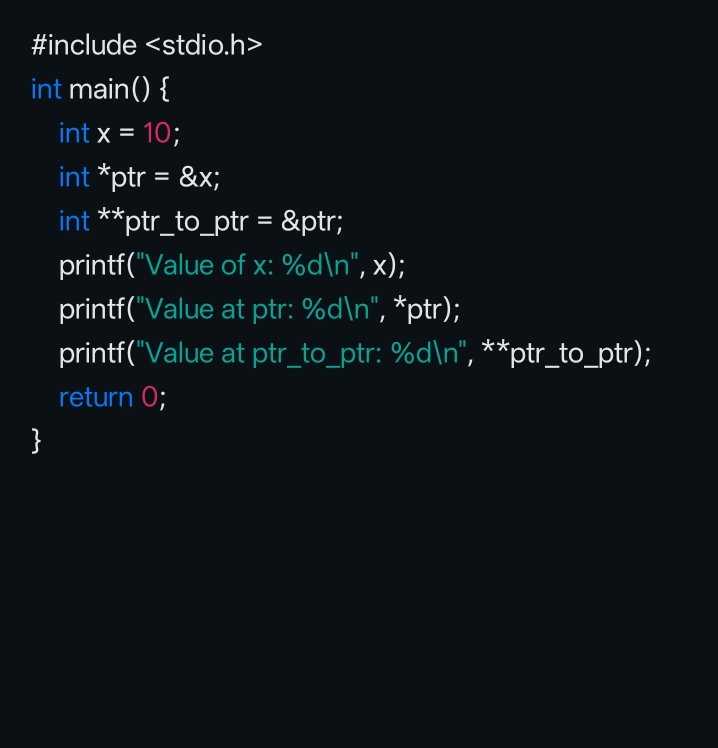 #include <stdio.h>
int main() {
    int x = 10;
    int *ptr = &x;
    int **ptr_to_ptr = &ptr;
    printf("Value of x: %d\n", x);
    printf("Value at ptr: %d\n", *ptr);
    printf("Value at ptr_to_ptr: %d\n", **ptr_to_ptr);
    return 0;
}